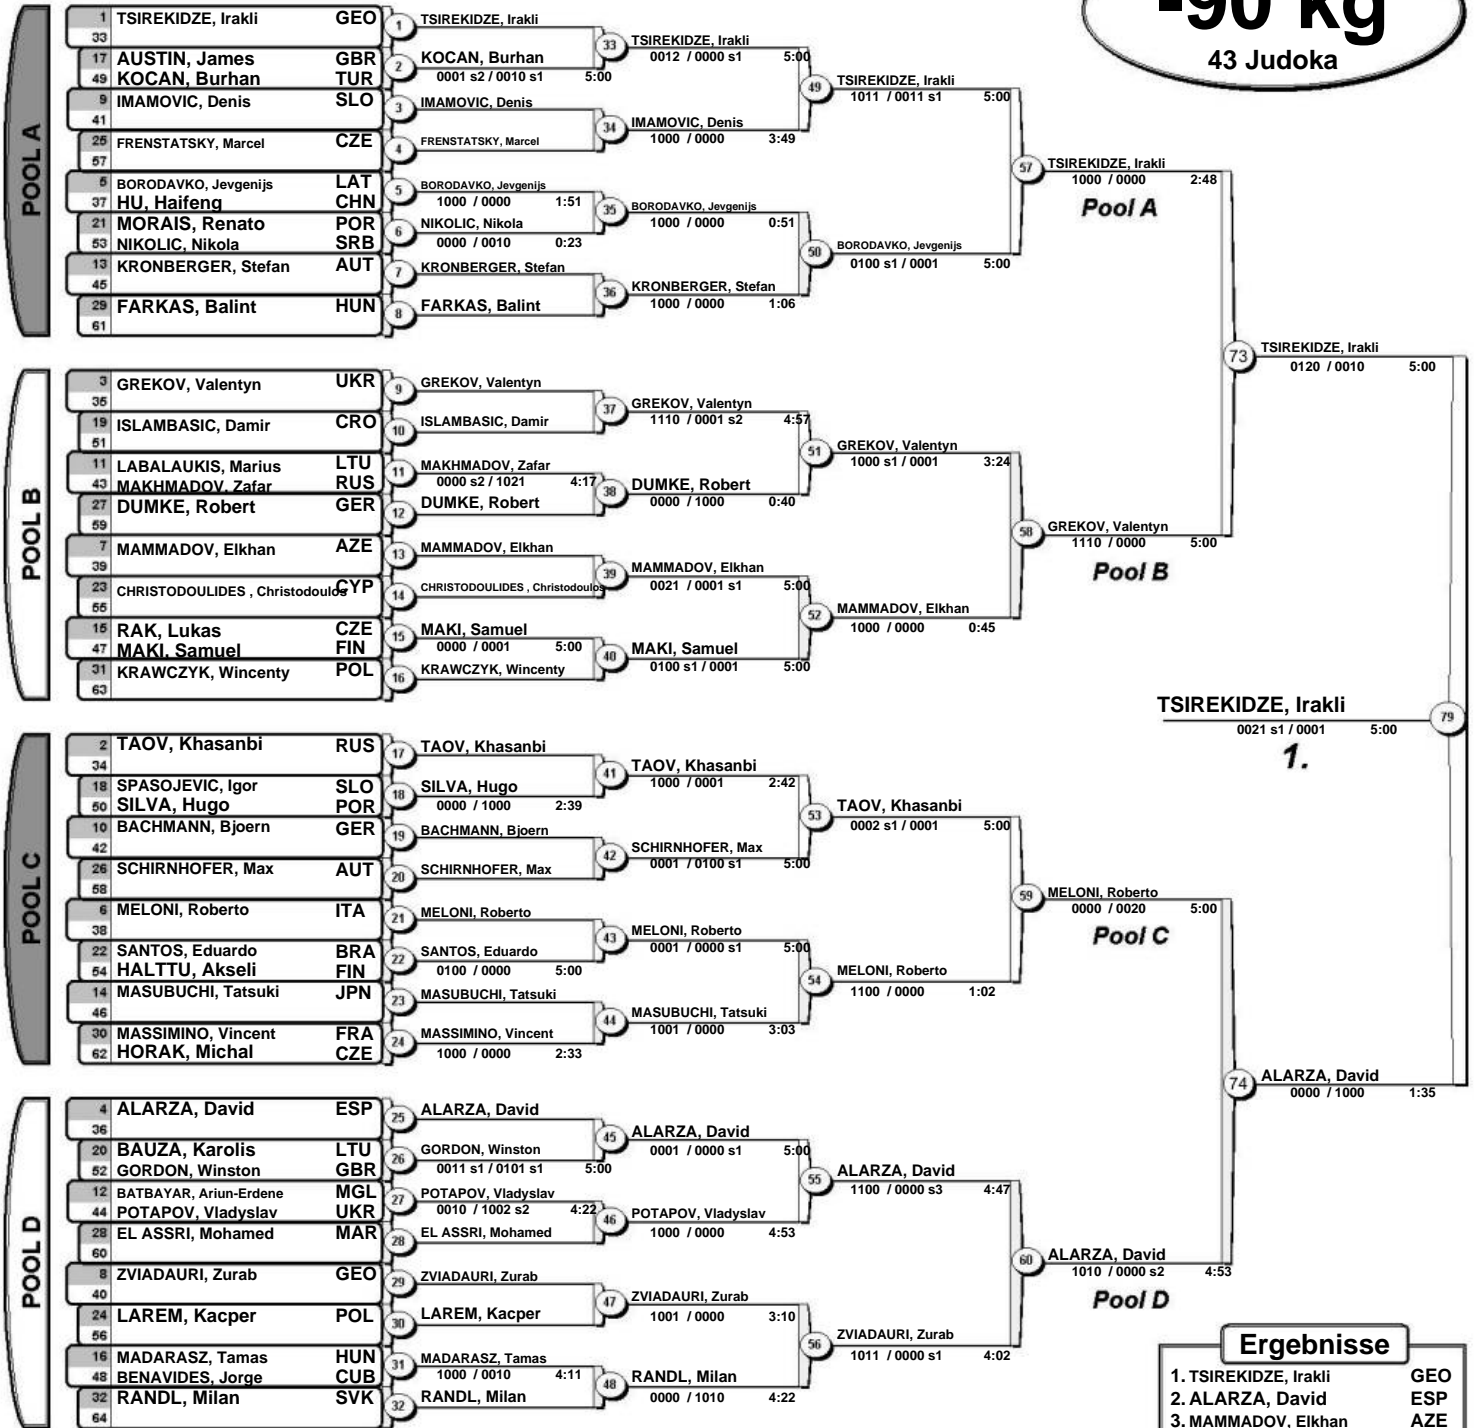 -90 kg
43 Judoka
POOL A
1 TSIREKIDZE, Irakli GEO
33
17 AUSTIN, James GBR
49 KOCAN, Burhan TUR
9 IMAMOVIC, Denis SLO
41
25 FRENSTATSKY, Marcel CZE
57
5 BORODAVKO, Jevgenijs LAT
37 HU, Haifeng CHN
21 MORAIS, Renato POR
53 NIKOLIC, Nikola SRB
13 KRONBERGER, Stefan AUT
45
29 FARKAS, Balint HUN
61
1 TSIREKIDZE, Irakli
2 KOCAN, Burhan
0001 s2 / 0010 s1 5:00
3 IMAMOVIC, Denis
4 FRENSTATSKY, Marcel
5 BORODAVKO, Jevgenijs
1000 / 0000 1:51
6 NIKOLIC, Nikola
0000 / 0010 0:23
7 KRONBERGER, Stefan
8 FARKAS, Balint
33 TSIREKIDZE, Irakli
0012 / 0000 s1 5:00
34 IMAMOVIC, Denis
1000 / 0000 3:49
35 BORODAVKO, Jevgenijs
1000 / 0000 0:51
36 KRONBERGER, Stefan
1000 / 0000 1:06
49 TSIREKIDZE, Irakli
1011 / 0011 s1 5:00
50 BORODAVKO, Jevgenijs
0100 s1 / 0001 5:00
57 TSIREKIDZE, Irakli
1000 / 0000 2:48
Pool A
POOL B
3 GREKOV, Valentyn UKR
35
19 ISLAMBASIC, Damir CRO
51
11 LABALAUKIS, Marius LTU
43 MAKHMADOV, Zafar RUS
27 DUMKE, Robert GER
59
7 MAMMADOV, Elkhan AZE
39
23 CHRISTODOULIDES , Christodoulos CYP
55
15 RAK, Lukas CZE
47 MAKI, Samuel FIN
31 KRAWCZYK, Wincenty POL
63
9 GREKOV, Valentyn
10 ISLAMBASIC, Damir
11 MAKHMADOV, Zafar
0000 s2 / 1021 4:17
12 DUMKE, Robert
13 MAMMADOV, Elkhan
14 CHRISTODOULIDES , Christodoulos
15 MAKI, Samuel
0000 / 0001 5:00
16 KRAWCZYK, Wincenty
37 GREKOV, Valentyn
1110 / 0001 s2 4:57
38 DUMKE, Robert
0000 / 1000 0:40
39 MAMMADOV, Elkhan
0021 / 0001 s1 5:00
40 MAKI, Samuel
0100 s1 / 0001 5:00
51 GREKOV, Valentyn
1000 s1 / 0001 3:24
52 MAMMADOV, Elkhan
1000 / 0000 0:45
58 GREKOV, Valentyn
1110 / 0000 5:00
Pool B
73 TSIREKIDZE, Irakli
0120 / 0010 5:00
TSIREKIDZE, Irakli 79
0021 s1 / 0001 5:00
1.
POOL C
2 TAOV, Khasanbi RUS
34
18 SPASOJEVIC, Igor SLO
50 SILVA, Hugo POR
10 BACHMANN, Bjoern GER
42
26 SCHIRNHOFER, Max AUT
58
6 MELONI, Roberto ITA
38
22 SANTOS, Eduardo BRA
54 HALTTU, Akseli FIN
14 MASUBUCHI, Tatsuki JPN
46
30 MASSIMINO, Vincent FRA
62 HORAK, Michal CZE
17 TAOV, Khasanbi
18 SILVA, Hugo
0000 / 1000 2:39
19 BACHMANN, Bjoern
20 SCHIRNHOFER, Max
21 MELONI, Roberto
22 SANTOS, Eduardo
0100 / 0000 5:00
23 MASUBUCHI, Tatsuki
24 MASSIMINO, Vincent
1000 / 0000 2:33
41 TAOV, Khasanbi
1000 / 0001 2:42
42 SCHIRNHOFER, Max
0001 / 0100 s1 5:00
43 MELONI, Roberto
0001 / 0000 s1 5:00
44 MASUBUCHI, Tatsuki
1001 / 0000 3:03
53 TAOV, Khasanbi
0002 s1 / 0001 5:00
54 MELONI, Roberto
1100 / 0000 1:02
59 MELONI, Roberto
0000 / 0020 5:00
Pool C
POOL D
4 ALARZA, David ESP
36
20 BAUZA, Karolis LTU
52 GORDON, Winston GBR
12 BATBAYAR, Ariun-Erdene MGL
44 POTAPOV, Vladyslav UKR
28 EL ASSRI, Mohamed MAR
60
8 ZVIADAURI, Zurab GEO
40
24 LAREM, Kacper POL
56
16 MADARASZ, Tamas HUN
48 BENAVIDES, Jorge CUB
32 RANDL, Milan SVK
64
25 ALARZA, David
26 GORDON, Winston
0011 s1 / 0101 s1 5:00
27 POTAPOV, Vladyslav
0010 / 1002 s2 4:22
28 EL ASSRI, Mohamed
29 ZVIADAURI, Zurab
30 LAREM, Kacper
31 MADARASZ, Tamas
1000 / 0010 4:11
32 RANDL, Milan
45 ALARZA, David
0001 / 0000 s1 5:00
46 POTAPOV, Vladyslav
1000 / 0000 4:53
47 ZVIADAURI, Zurab
1001 / 0000 3:10
48 RANDL, Milan
0000 / 1010 4:22
55 ALARZA, David
1100 / 0000 s3 4:47
56 ZVIADAURI, Zurab
1011 / 0000 s1 4:02
60 ALARZA, David
1010 / 0000 s2 4:53
Pool D
74 ALARZA, David
0000 / 1000 1:35
Ergebnisse
1. TSIREKIDZE, Irakli GEO
2. ALARZA, David ESP
3. MAMMADOV, Elkhan AZE